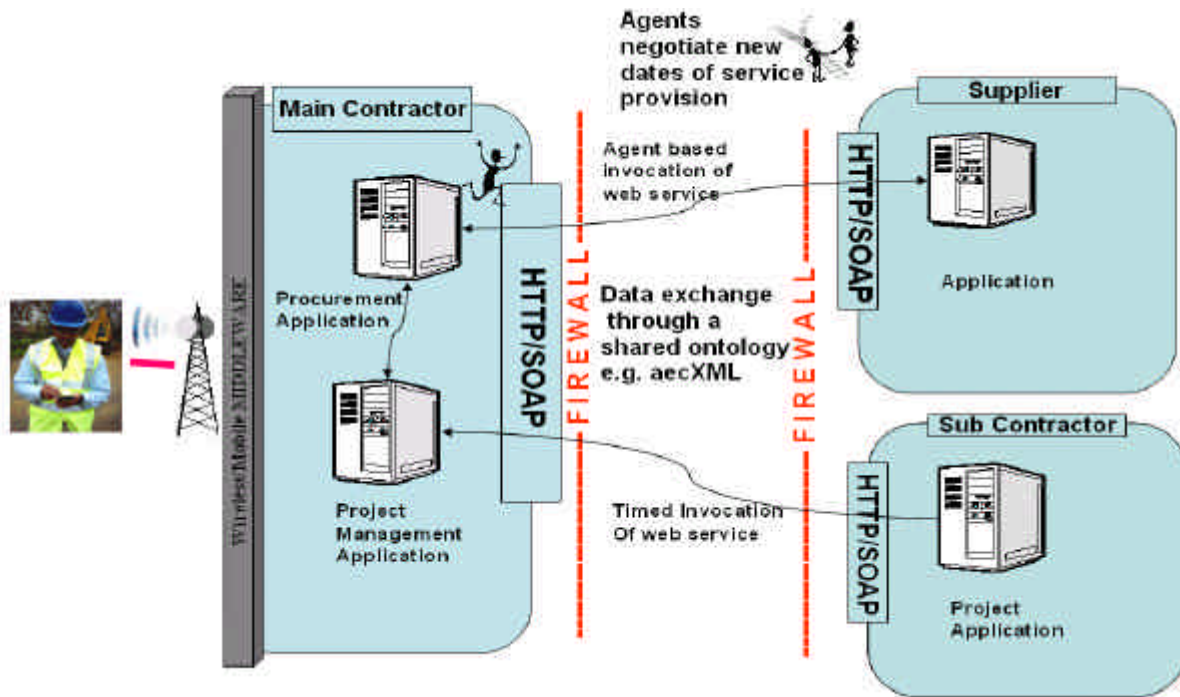 Agents
negotiate new
dates of service
provision
Main Contractor
Supplier
Agent based
invocation of
web service
HTTP/SOAP
Application
Procurement
Application
Wireless/Mobile MIDDLEWARE
HTTP/SOAP
FIREWALL
Data exchange
through a
shared ontology
e.g. aecXML
FIREWALL
Sub Contractor
Project
Management
Application
Timed Invocation
Of web service
HTTP/SOAP
Project
Application